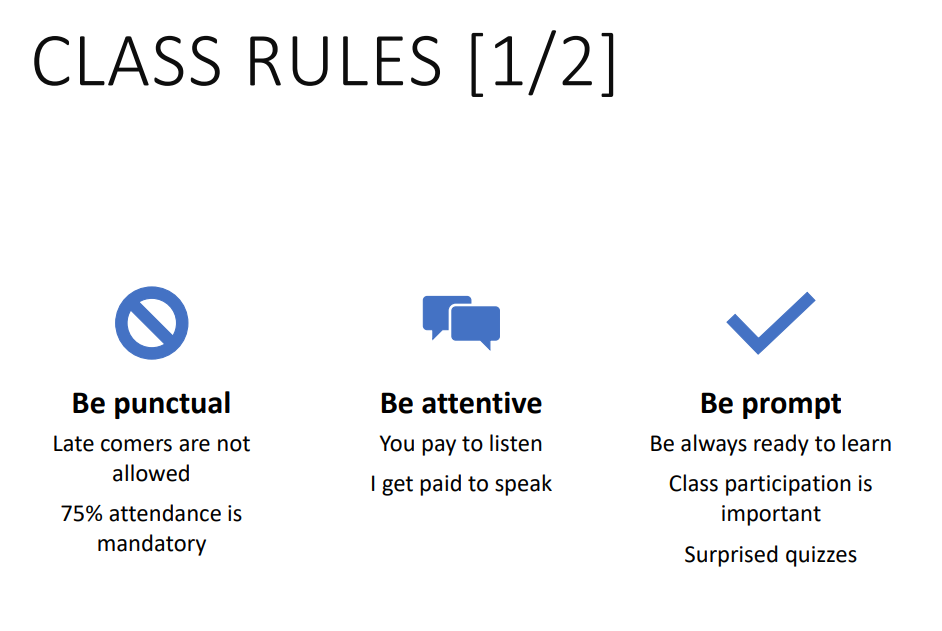 CLASS RULES [1/2]
Be punctual
Late comers are not
allowed
75% attendance is
mandatory
Be attentive
You pay to listen
I get paid to speak
Be prompt
Be always ready to learn
Class participation is
important
Surprised quizzes